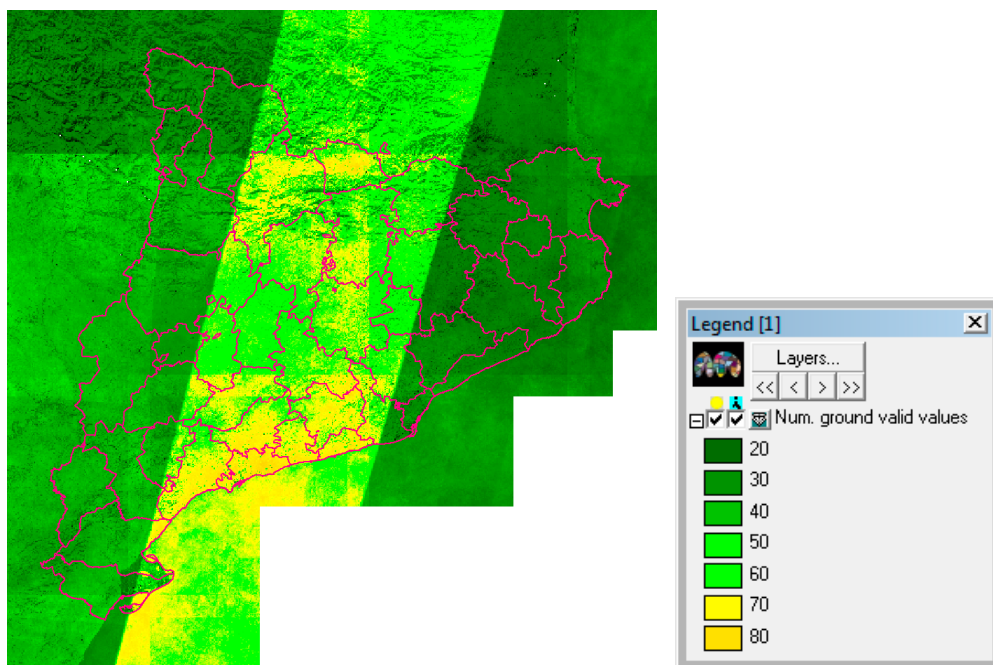 Legend [1]
Layers...
<< < > >>
Num. ground valid values
20
30
40
50
60
70
80